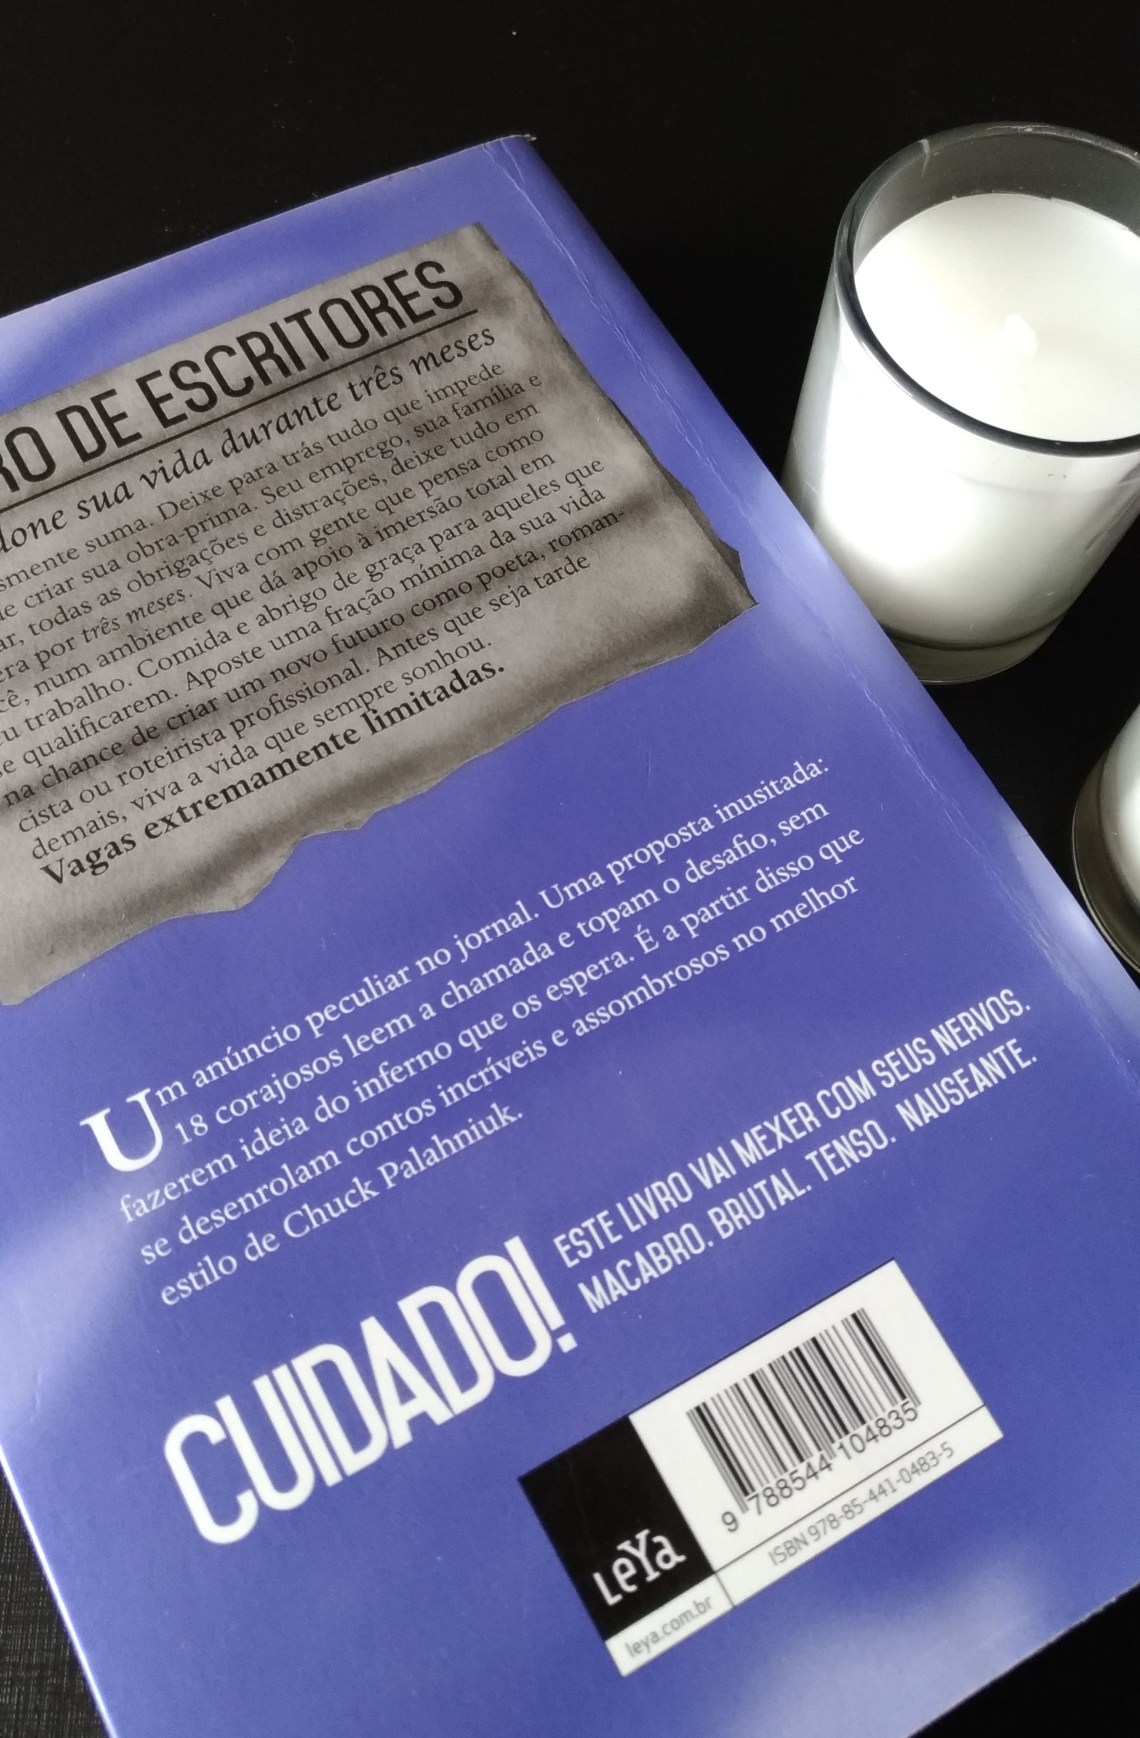 RO DE ESCRITORES
done sua vida durante três meses
smente suma. Deixe para trás tudo que impede
de criar sua obra-prima. Seu emprego, sua família e
ar, todas as obrigações e distrações, deixe tudo em
era por três meses. Viva com gente que pensa como
cê, num ambiente que dá apoio à imersão total em
u trabalho. Comida e abrigo de graça para aqueles que
se qualificarem. Aposte uma fração mínima da sua vida
na chance de criar um novo futuro como poeta, roman-
cista ou roteirista profissional. Antes que seja tarde
demais, viva a vida que sempre sonhou.
Vagas extremamente limitadas.
Um anúncio peculiar no jornal. Uma proposta inusitada:
18 corajosos leem a chamada e topam o desafio, sem
fazerem ideia do inferno que os espera. É a partir disso que
se desenrolam contos incríveis e assombrosos no melhor
estilo de Chuck Palahniuk.
CUIDADO!
ESTE LIVRO VAI MEXER COM SEUS NERVOS.
MACABRO. BRUTAL. TENSO. NAUSEANTE.
9 788544 104835
ISBN 978-85-441-0483-5
LeYa
leya.com.br